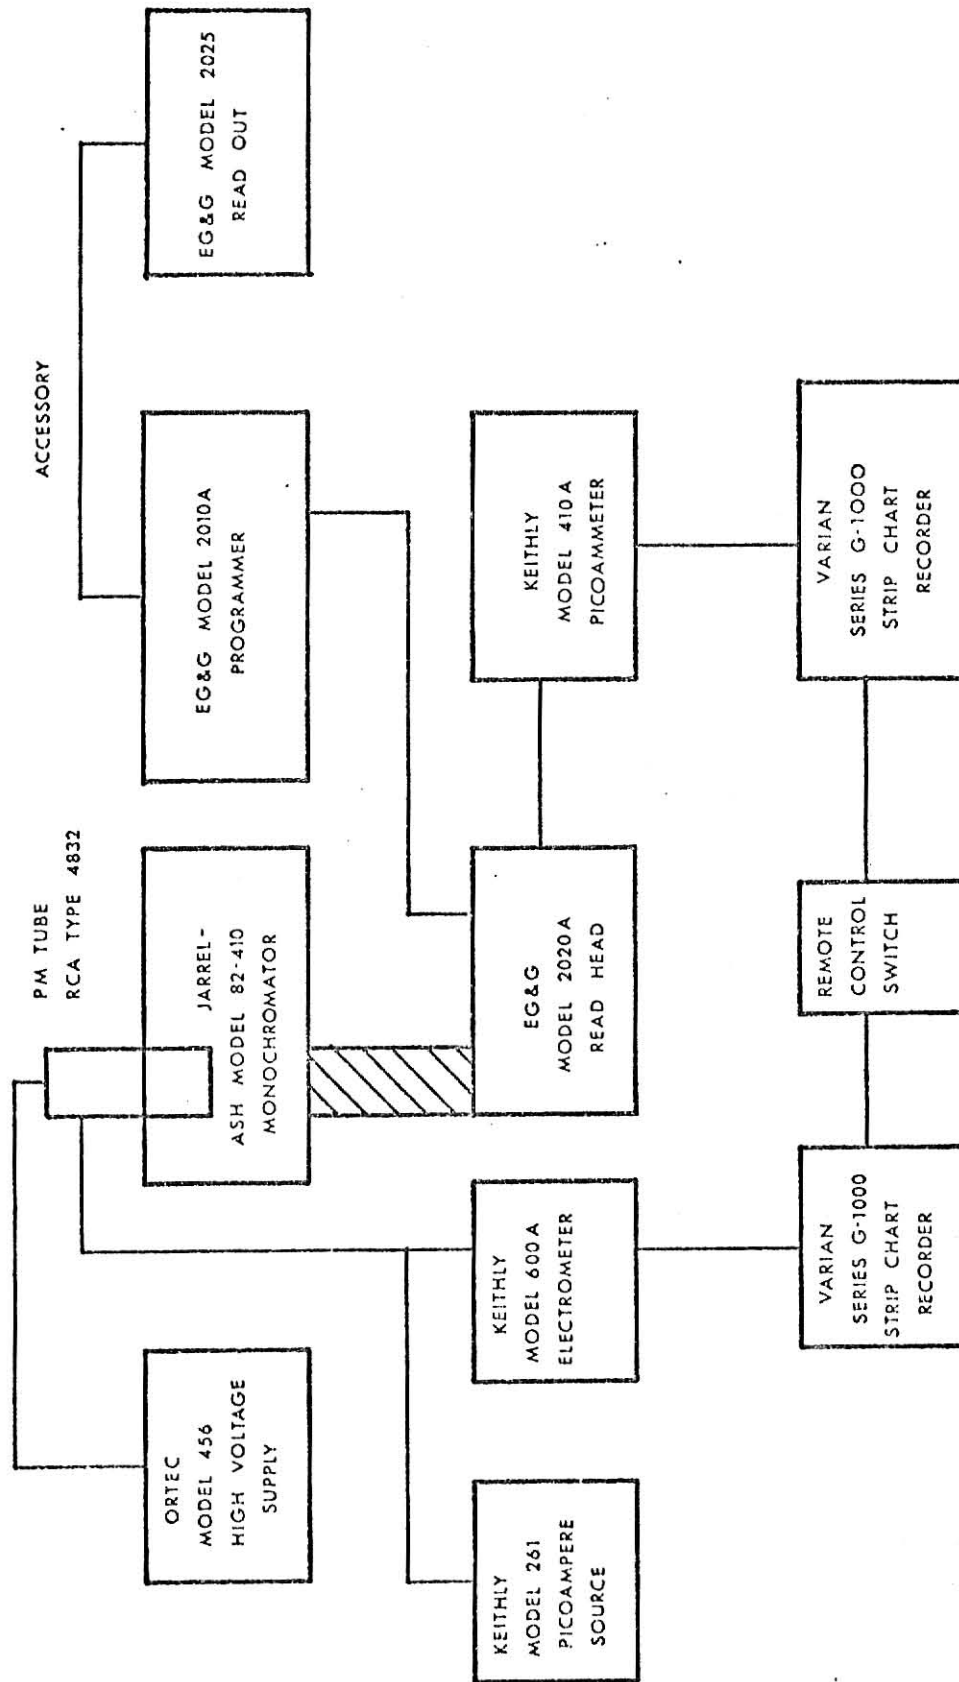 PM TUBE
RCA TYPE 4832
ACCESSORY
ORTEC
MODEL 456
HIGH VOLTAGE
SUPPLY
JARREL-
ASH MODEL 82-410
MONOCHROMATOR
EG&G MODEL 2010A
PROGRAMMER
EG&G MODEL 2025
READ OUT
KEITHLY
MODEL 261
PICOAMPERE
SOURCE
KEITHLY
MODEL 600A
ELECTROMETER
EG&G
MODEL 2020A
READ HEAD
KEITHLY
MODEL 410A
PICOAMMETER
VARIAN
SERIES G-1000
STRIP CHART
RECORDER
REMOTE
CONTROL
SWITCH
VARIAN
SERIES G-1000
STRIP CHART
RECORDER